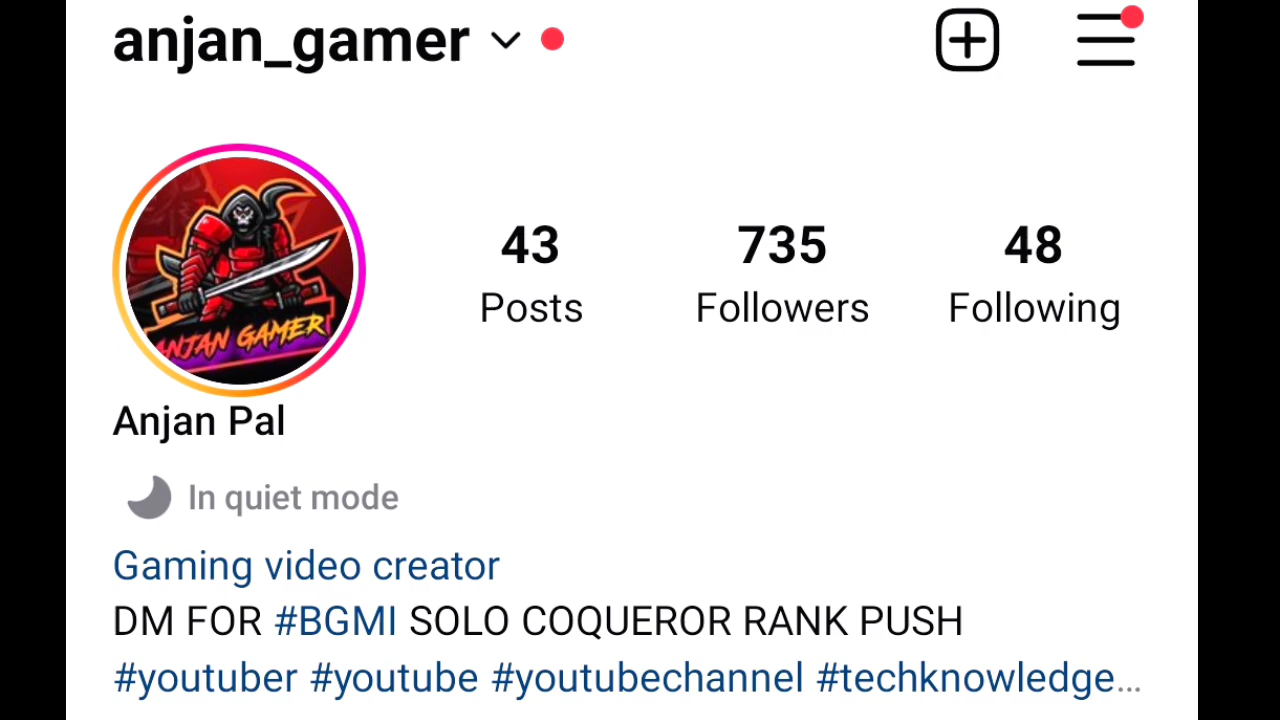 anjan_gamer
43 735 48
Posts Followers Following
ANJAN GAMER
Anjan Pal
In quiet mode
Gaming video creator
DM FOR #BGMI SOLO COQUEROR RANK PUSH
#youtuber #youtube #youtubechannel #techknowledge...